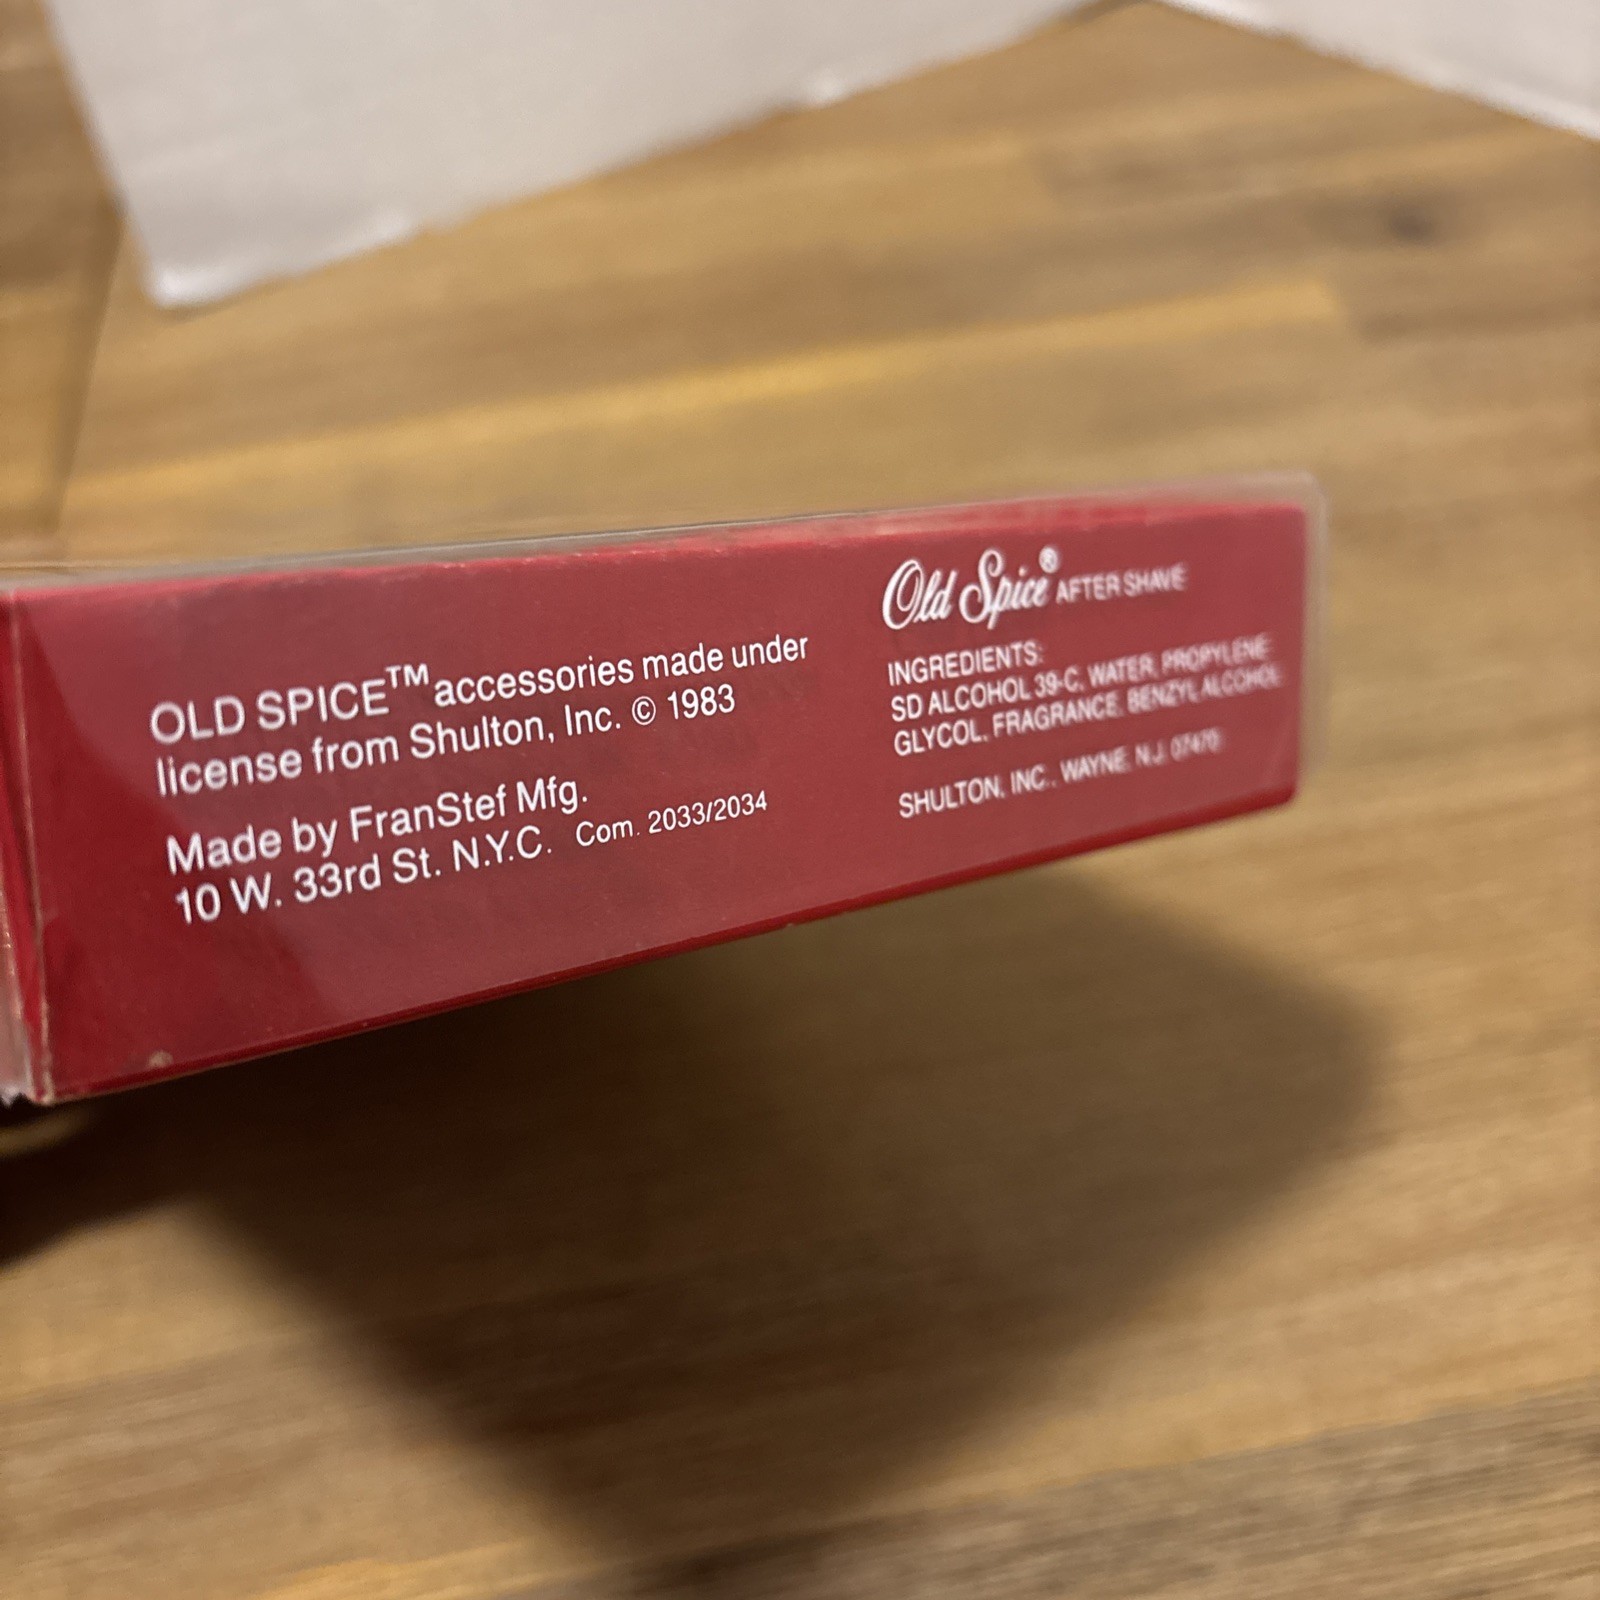 OLD SPICE™ accessories made under
license from Shulton, Inc. © 1983
Made by FranStef Mfg.
10 W. 33rd St. N.Y.C. Com. 2033/2034
Old Spice® AFTER SHAVE
INGREDIENTS:
SD ALCOHOL 39-C, WATER, PROPYLENE
GLYCOL, FRAGRANCE, BENZYL ALCOHOL
SHULTON, INC., WAYNE, N.J. 07470